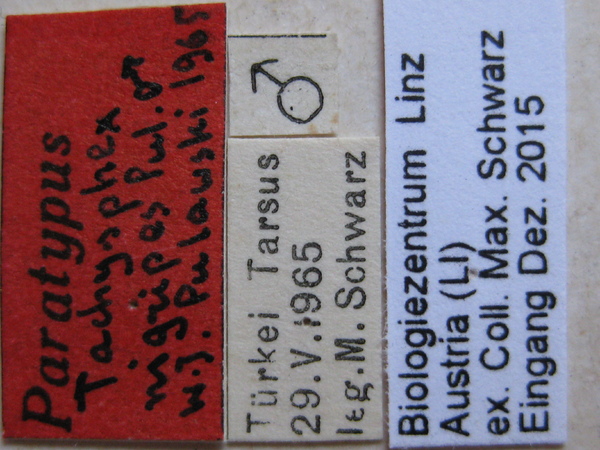 Paratypus
Tachysphex
nigripes Pul. ♂
W.J. Pulawski 1965
♂
Türkei Tarsus
29.V.1965
leg.M.Schwarz
Biologiezentrum Linz
Austria (LI)
ex. Coll. Max. Schwarz
Eingang Dez. 2015